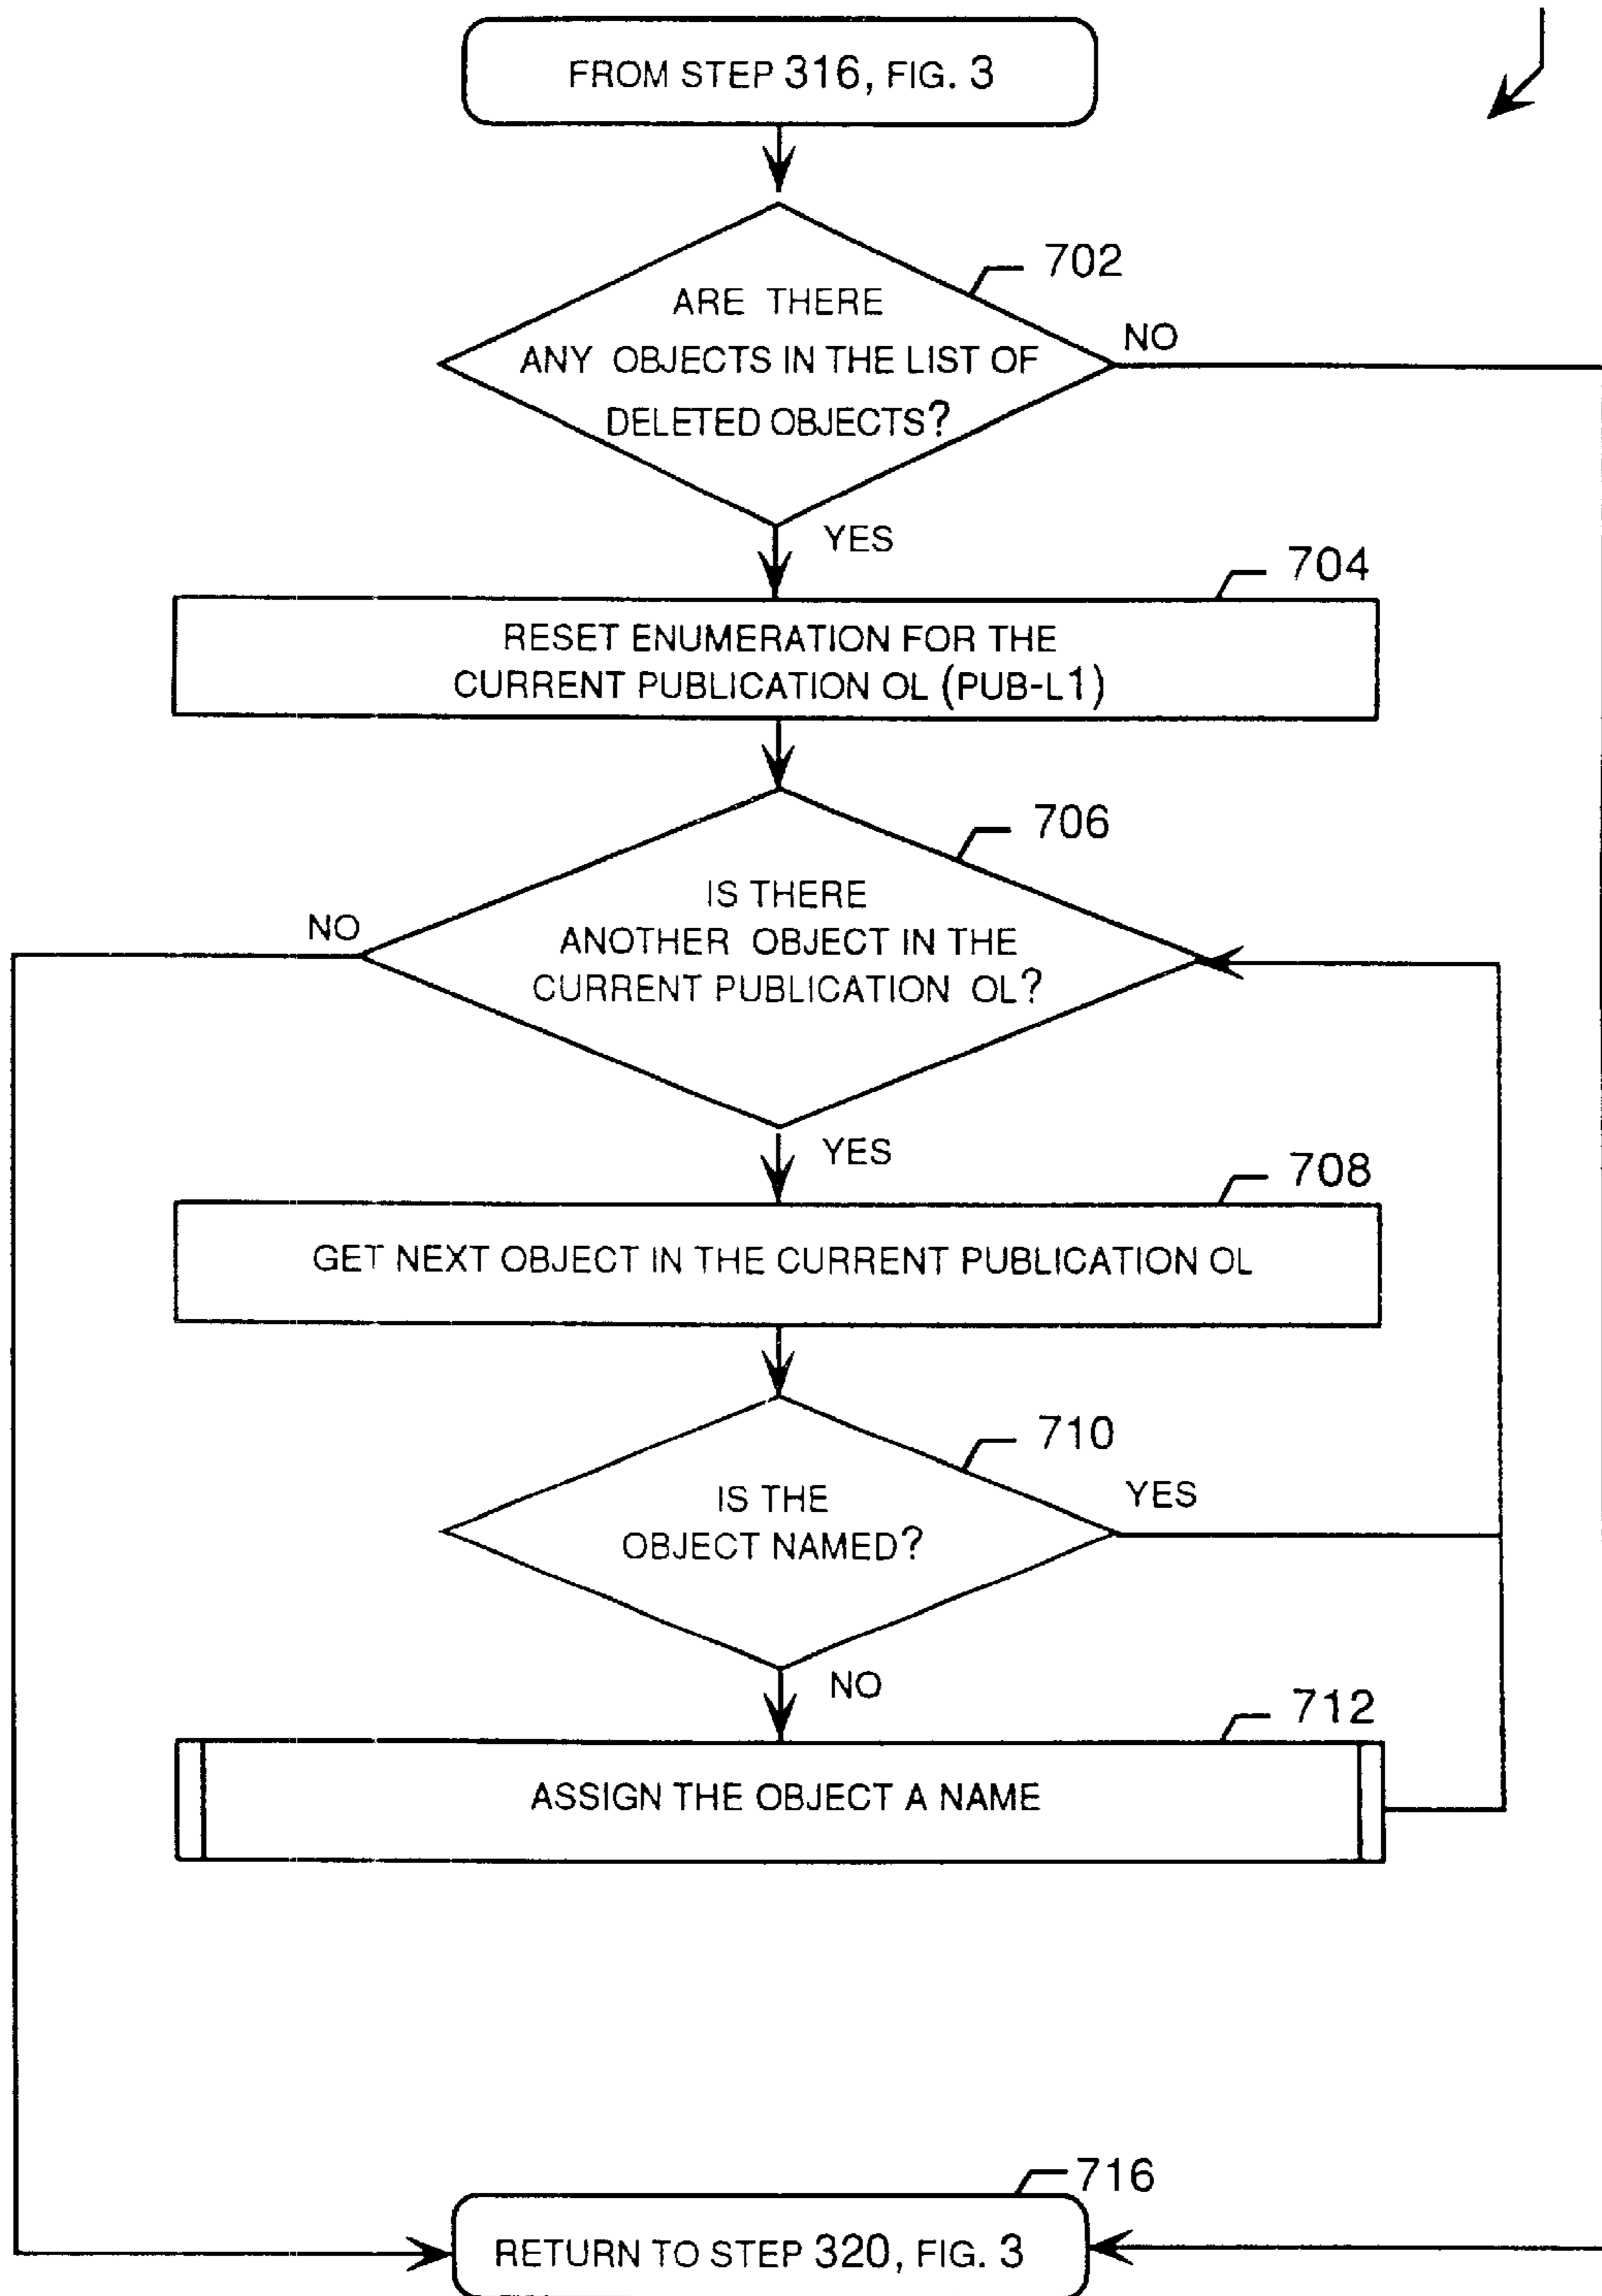 FROM STEP 316, FIG. 3
702
ARE THERE
ANY OBJECTS IN THE LIST OF
DELETED OBJECTS?
NO
YES
704
RESET ENUMERATION FOR THE
CURRENT PUBLICATION OL (PUB-L1)
706
IS THERE
ANOTHER OBJECT IN THE
CURRENT PUBLICATION OL?
NO
YES
708
GET NEXT OBJECT IN THE CURRENT PUBLICATION OL
710
IS THE
OBJECT NAMED?
YES
NO
712
ASSIGN THE OBJECT A NAME
716
RETURN TO STEP 320, FIG. 3